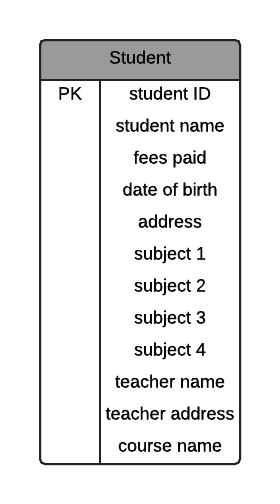 Student
PK student ID
student name
fees paid
date of birth
address
subject 1
subject 2
subject 3
subject 4
teacher name
teacher address
course name